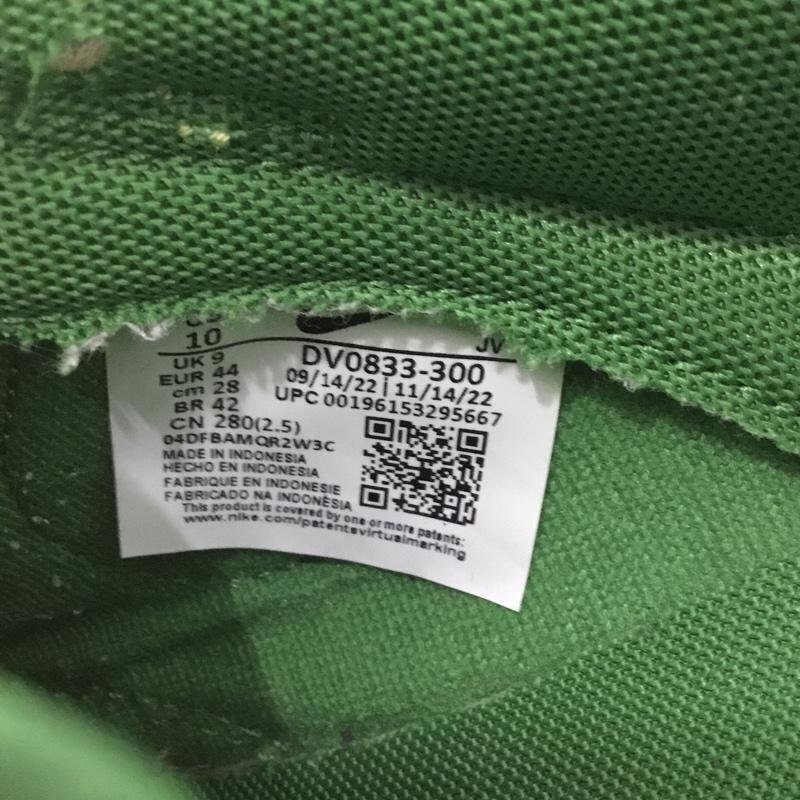 US
10
JV
UK 9
EUR 44
cm 28
BR 42
CN 280(2.5)
DV0833-300
09/14/22 | 11/14/22
UPC 00196153295667
04DFBAMQR2W3C
MADE IN INDONESIA
HECHO EN INDONESIA
FABRIQUE EN INDONESIE
FABRICADO NA INDONÉSIA
This product is covered by one or more patents:
www.nike.com/patentsvirtualmarking